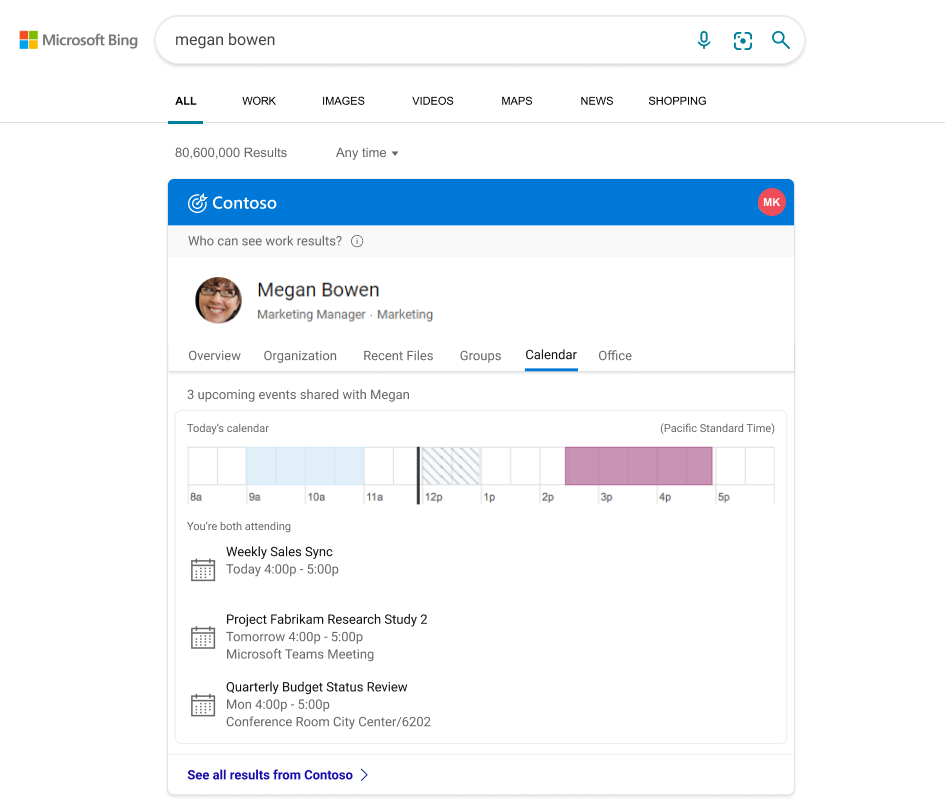 Microsoft Bing
megan bowen
ALL WORK IMAGES VIDEOS MAPS NEWS SHOPPING
80,600,000 Results Any time
Contoso MK
Who can see work results?
Megan Bowen
Marketing Manager · Marketing
Overview Organization Recent Files Groups Calendar Office
3 upcoming events shared with Megan
Today's calendar (Pacific Standard Time)
8a 9a 10a 11a 12p 1p 2p 3p 4p 5p
You're both attending
Weekly Sales Sync
Today 4:00p - 5:00p
Project Fabrikam Research Study 2
Tomorrow 4:00p - 5:00p
Microsoft Teams Meeting
Quarterly Budget Status Review
Mon 4:00p - 5:00p
Conference Room City Center/6202
See all results from Contoso